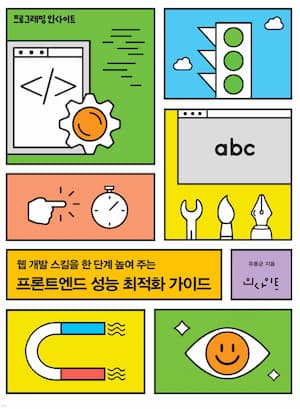 프로그래밍 인사이트
</>
abc
웹 개발 스킬을 한 단계 높여 주는
프론트엔드 성능 최적화 가이드
유동균 지음
인사이트